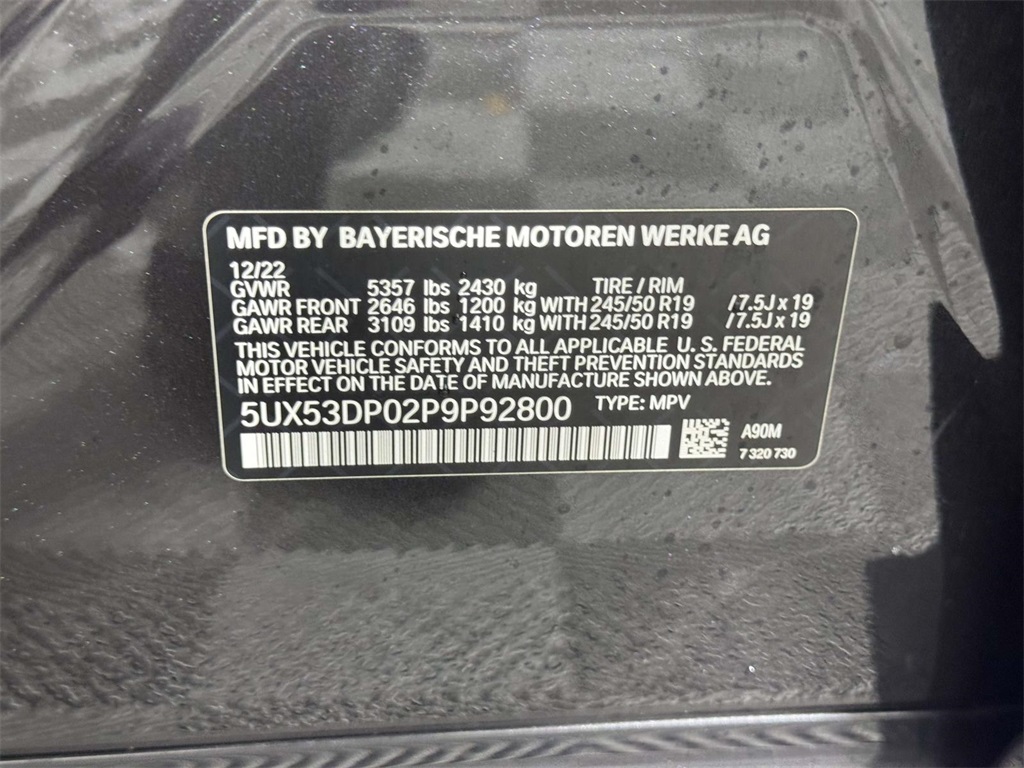 MFD BY BAYERISCHE MOTOREN WERKE AG
12/22
GVWR 5357 lbs 2430 kg TIRE / RIM
GAWR FRONT 2646 lbs 1200 kg WITH 245/50 R19 /7.5J x 19
GAWR REAR 3109 lbs 1410 kg WITH 245/50 R19 /7.5J x 19
THIS VEHICLE CONFORMS TO ALL APPLICABLE U. S. FEDERAL
MOTOR VEHICLE SAFETY AND THEFT PREVENTION STANDARDS
IN EFFECT ON THE DATE OF MANUFACTURE SHOWN ABOVE.
5UX53DP02P9P92800 TYPE: MPV
A90M
7 320 730